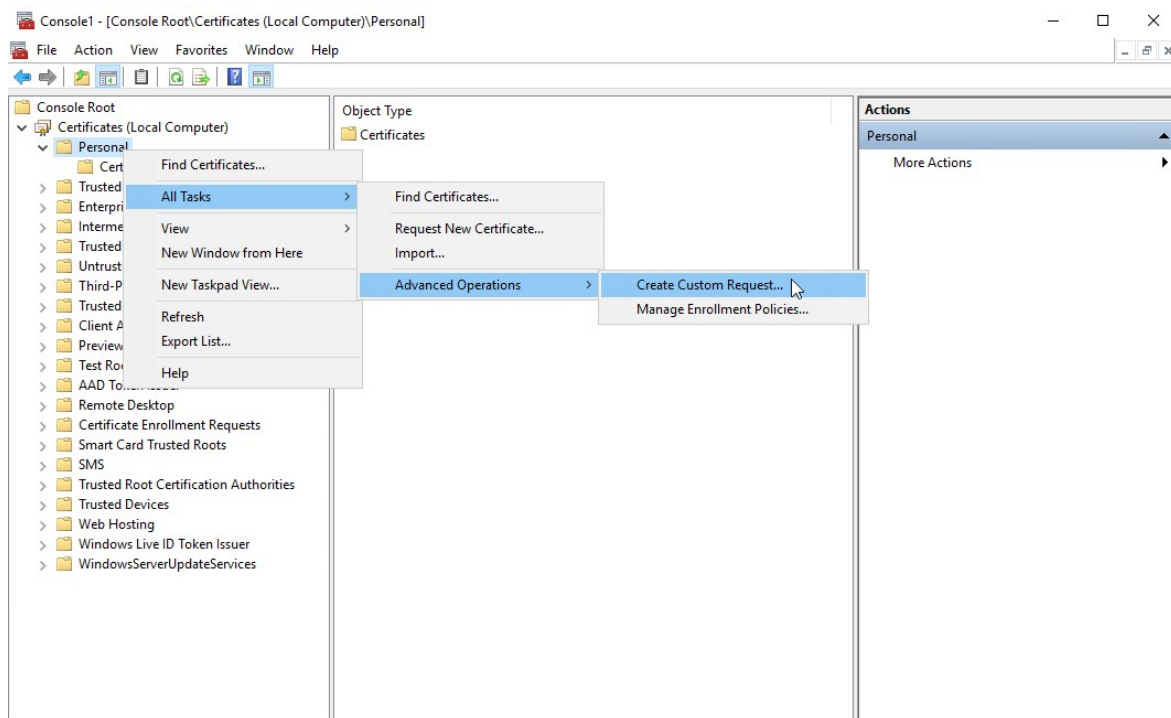 Console1 - [Console Root\Certificates (Local Computer)\Personal]
File Action View Favorites Window Help
Console Root
Certificates (Local Computer)
Personal
Cert
Trusted
Enterpri
Interme
Trusted
Untrust
Third-P
Trusted
Client A
Preview
Test Roo
AAD Token Issuer
Remote Desktop
Certificate Enrollment Requests
Smart Card Trusted Roots
SMS
Trusted Root Certification Authorities
Trusted Devices
Web Hosting
Windows Live ID Token Issuer
WindowsServerUpdateServices
Find Certificates...
All Tasks
View
New Window from Here
New Taskpad View...
Refresh
Export List...
Help
Find Certificates...
Request New Certificate...
Import...
Advanced Operations
Create Custom Request...
Manage Enrollment Policies...
Object Type
Certificates
Actions
Personal
More Actions